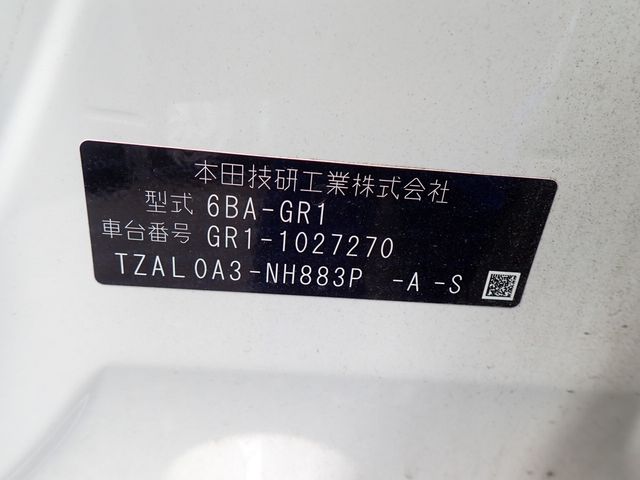 本田技研工業株式会社
型式 6BA-GR1
車台番号 GR1-1027270
TZAL0A3-NH883P -A -S